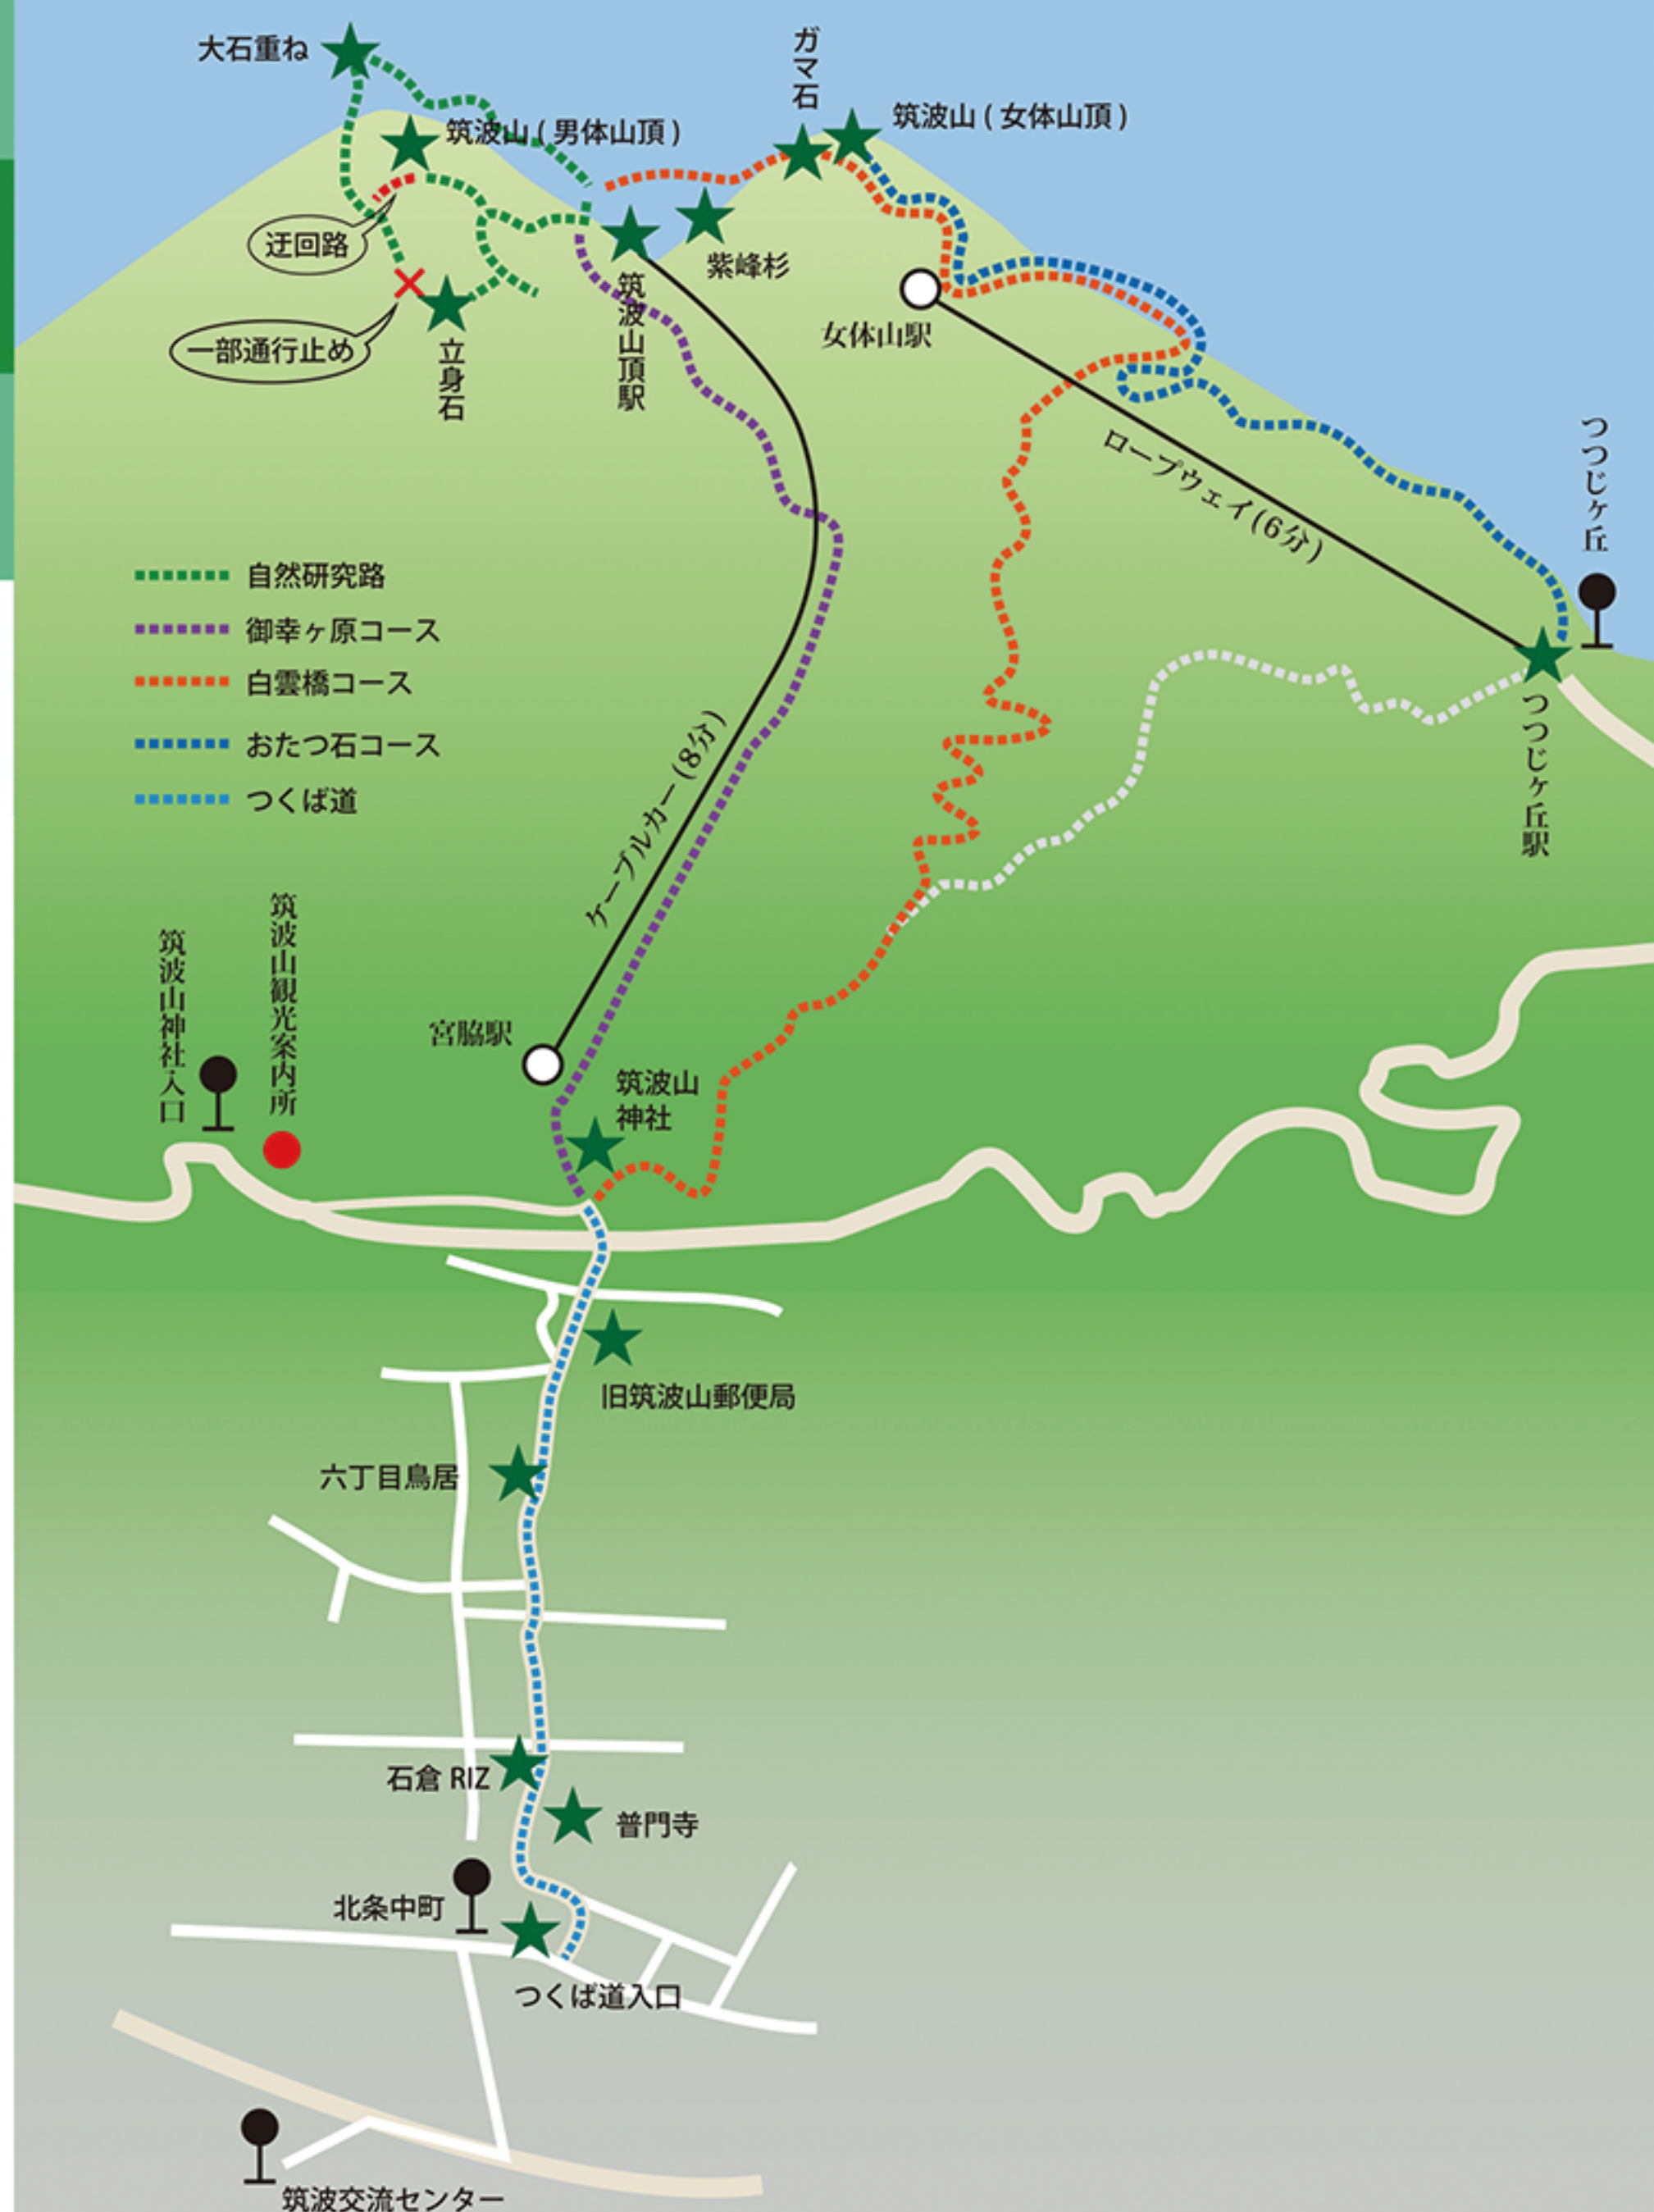 大石重ね
ガマ石
筑波山(男体山頂)
筑波山(女体山頂)
迂回路
紫峰杉
一部通行止め
立身石
筑波山頂駅
女体山駅
ロープウェイ(6分)
つつじヶ丘
自然研究路
御幸ヶ原コース
白雲橋コース
おたつ石コース
つくば道
つつじヶ丘駅
ケーブルカー(8分)
筑波山神社入口
筑波山観光案内所
宮脇駅
筑波山
神社
旧筑波山郵便局
六丁目鳥居
石倉 RIZ
普門寺
北条中町
つくば道入口
筑波交流センター